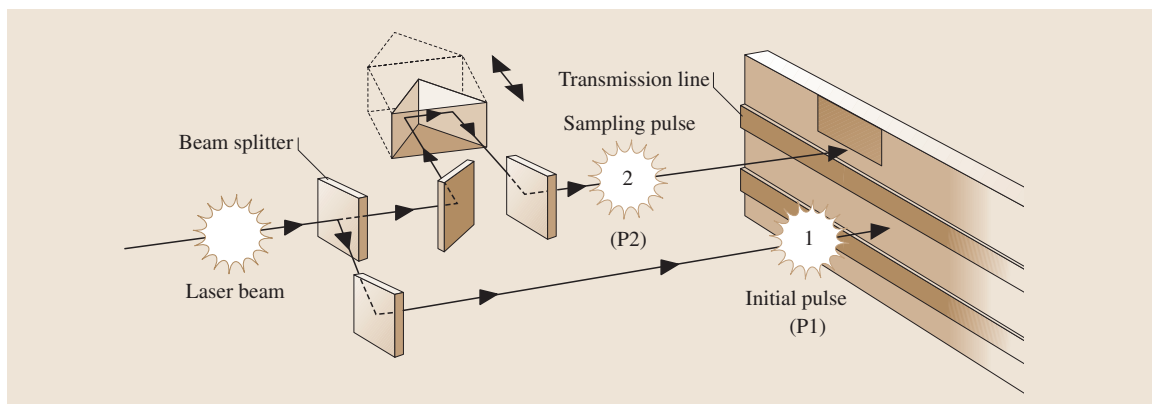 Transmission line
Sampling pulse
Beam splitter
2
(P2)
1
Laser beam
Initial pulse
(P1)